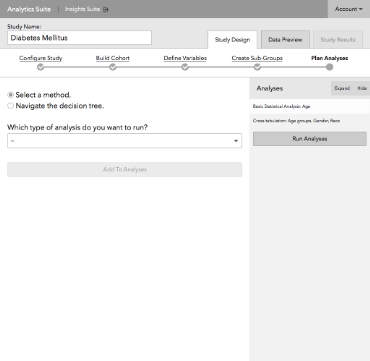 Analytics Suite | Insights Suite Account
Study Name:
Diabetes Mellitus
Study Design Data Preview Study Results
Configure Study Build Cohort Define Variables Create Sub-Groups Plan Analyses
Select a method.
Navigate the decision tree.
Which type of analysis do you want to run?
--
Add To Analyses
Analyses Expand Hide
Basic Statistical Analysis: Age
Cross-tabulation: Age groups, Gender, Race
Run Analyses